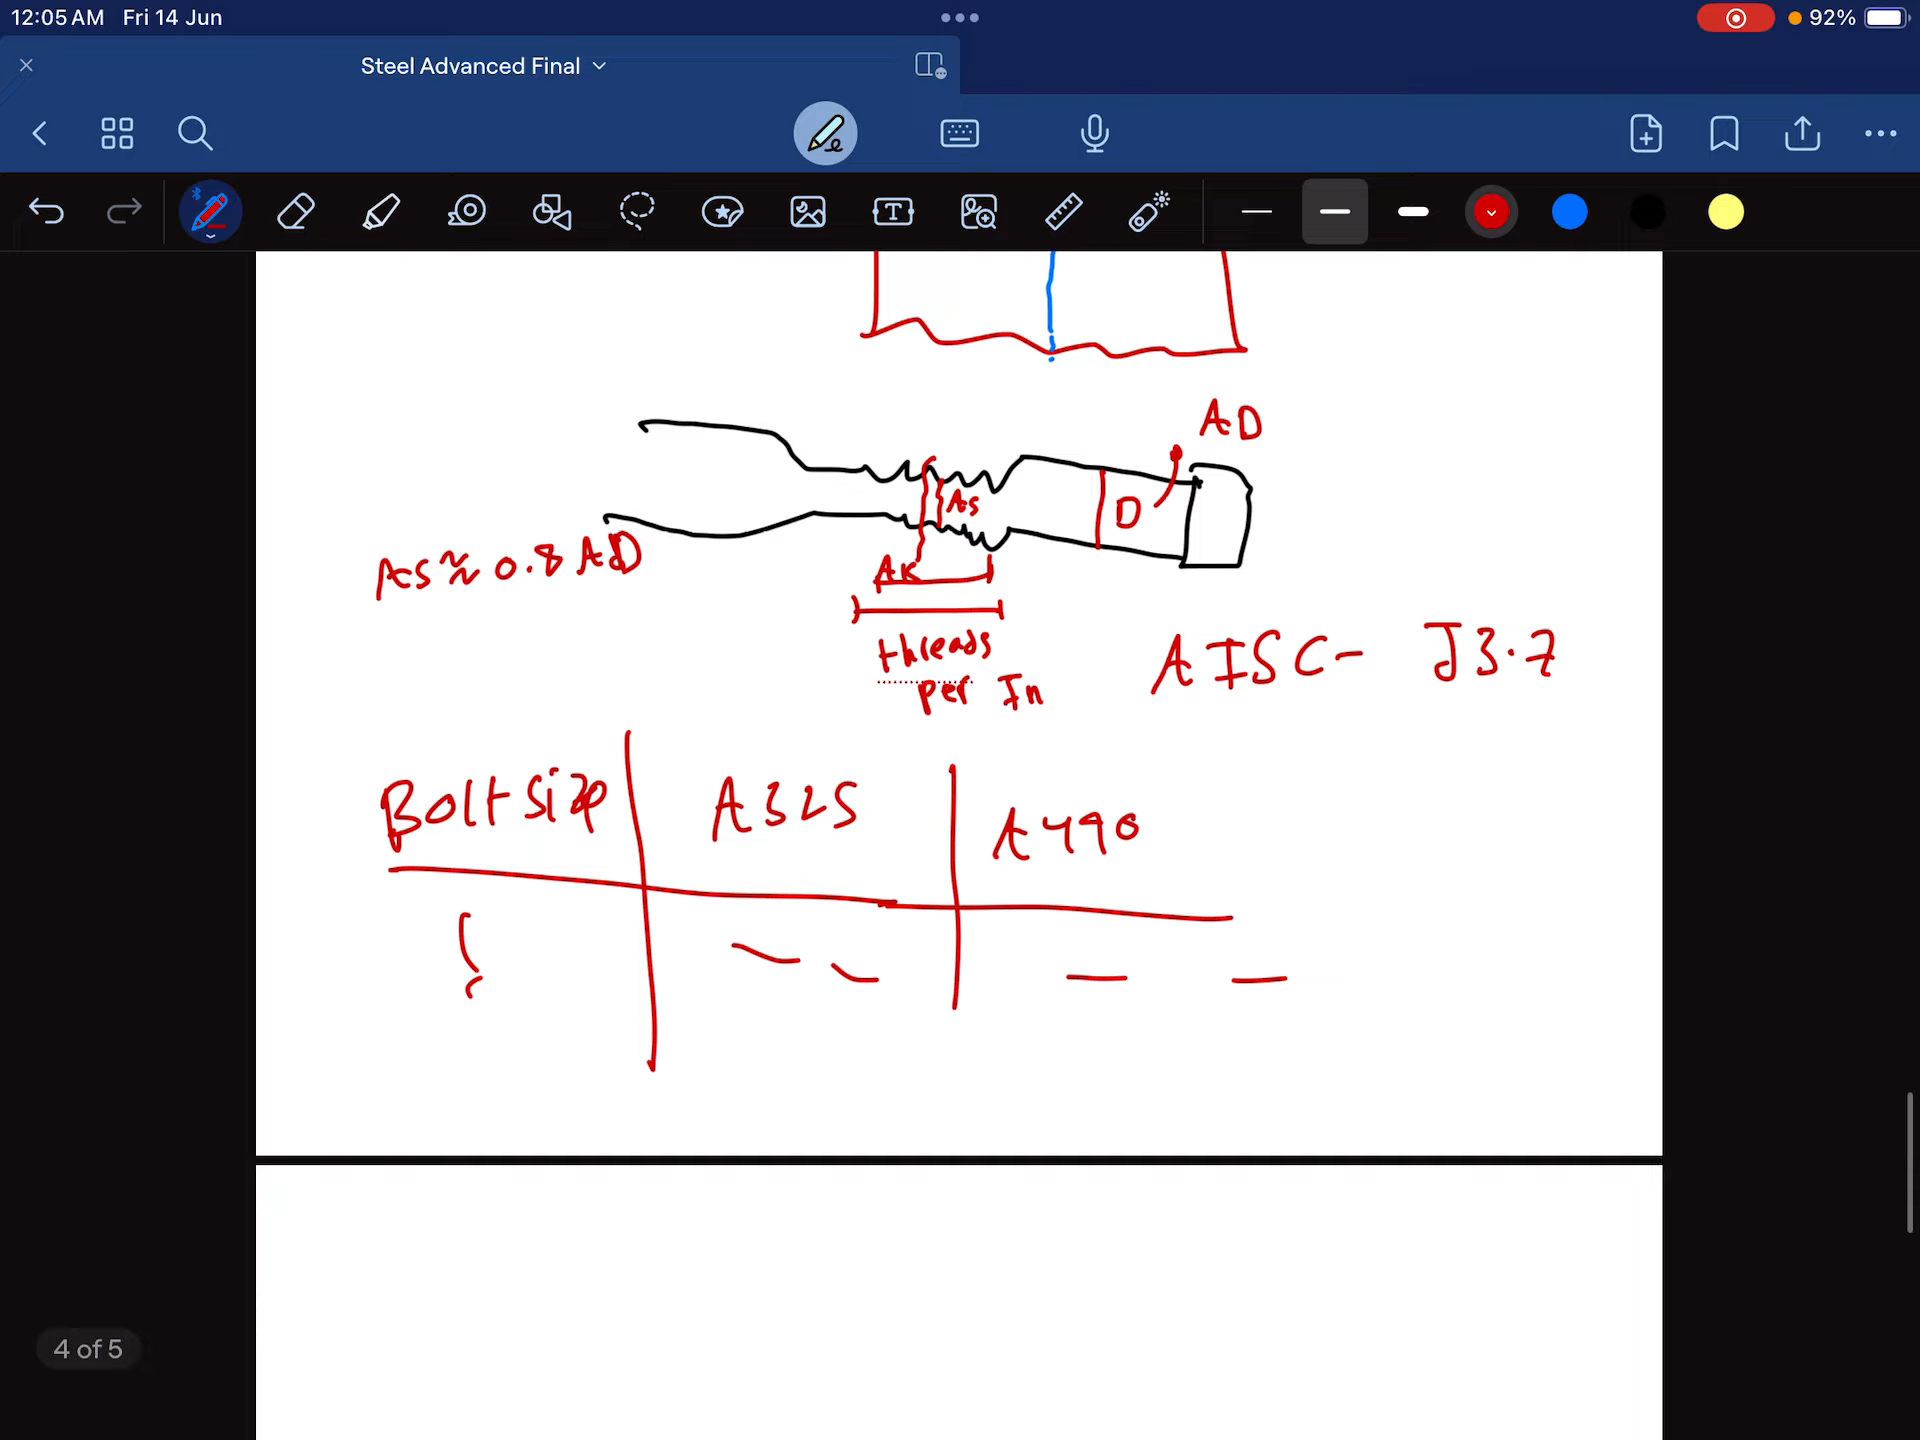 12:05 AM Fri 14 Jun
92%
Steel Advanced Final
AD
As
D
As ≈ 0.8 AD
AK
threads
per In
AISC- J3.7
Bolt size A325 A490
4 of 5